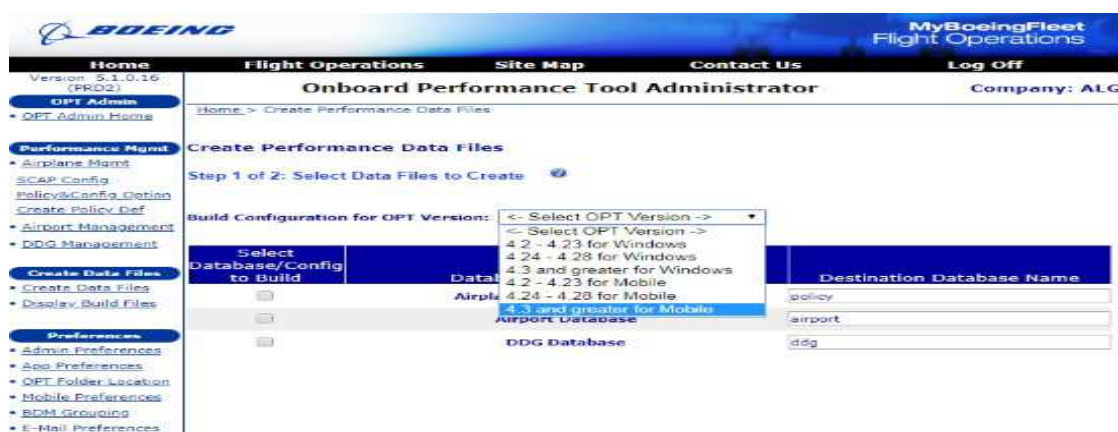 BOEING
MyBoeingFleet
Flight Operations
Home Flight Operations Site Map Contact Us Log Off
Version 5.1.0.16
(PRD2)
Onboard Performance Tool Administrator
Company: ALG
OPT Admin
OPT Admin Home
Home > Create Performance Data Files
Performance Mgmt
Airplane Mgmt
SCAP Config
Policy&Config Option
Create Policy Def
Airport Management
DDG Management
Create Data Files
Create Data Files
Display Build Files
Preferences
Admin Preferences
App Preferences
OPT Folder Location
Mobile Preferences
BDM Grouping
E-Mail Preferences
Create Performance Data Files
Step 1 of 2: Select Data Files to Create
Build Configuration for OPT Version:
<- Select OPT Version ->
<- Select OPT Version ->
4.2 - 4.23 for Windows
4.24 - 4.28 for Windows
4.3 and greater for Windows
4.2 - 4.23 for Mobile
4.24 - 4.28 for Mobile
4.3 and greater for Mobile
Select
Database/Config
to Build
Destination Database Name
policy
Airport Database
airport
DDG Database
ddg